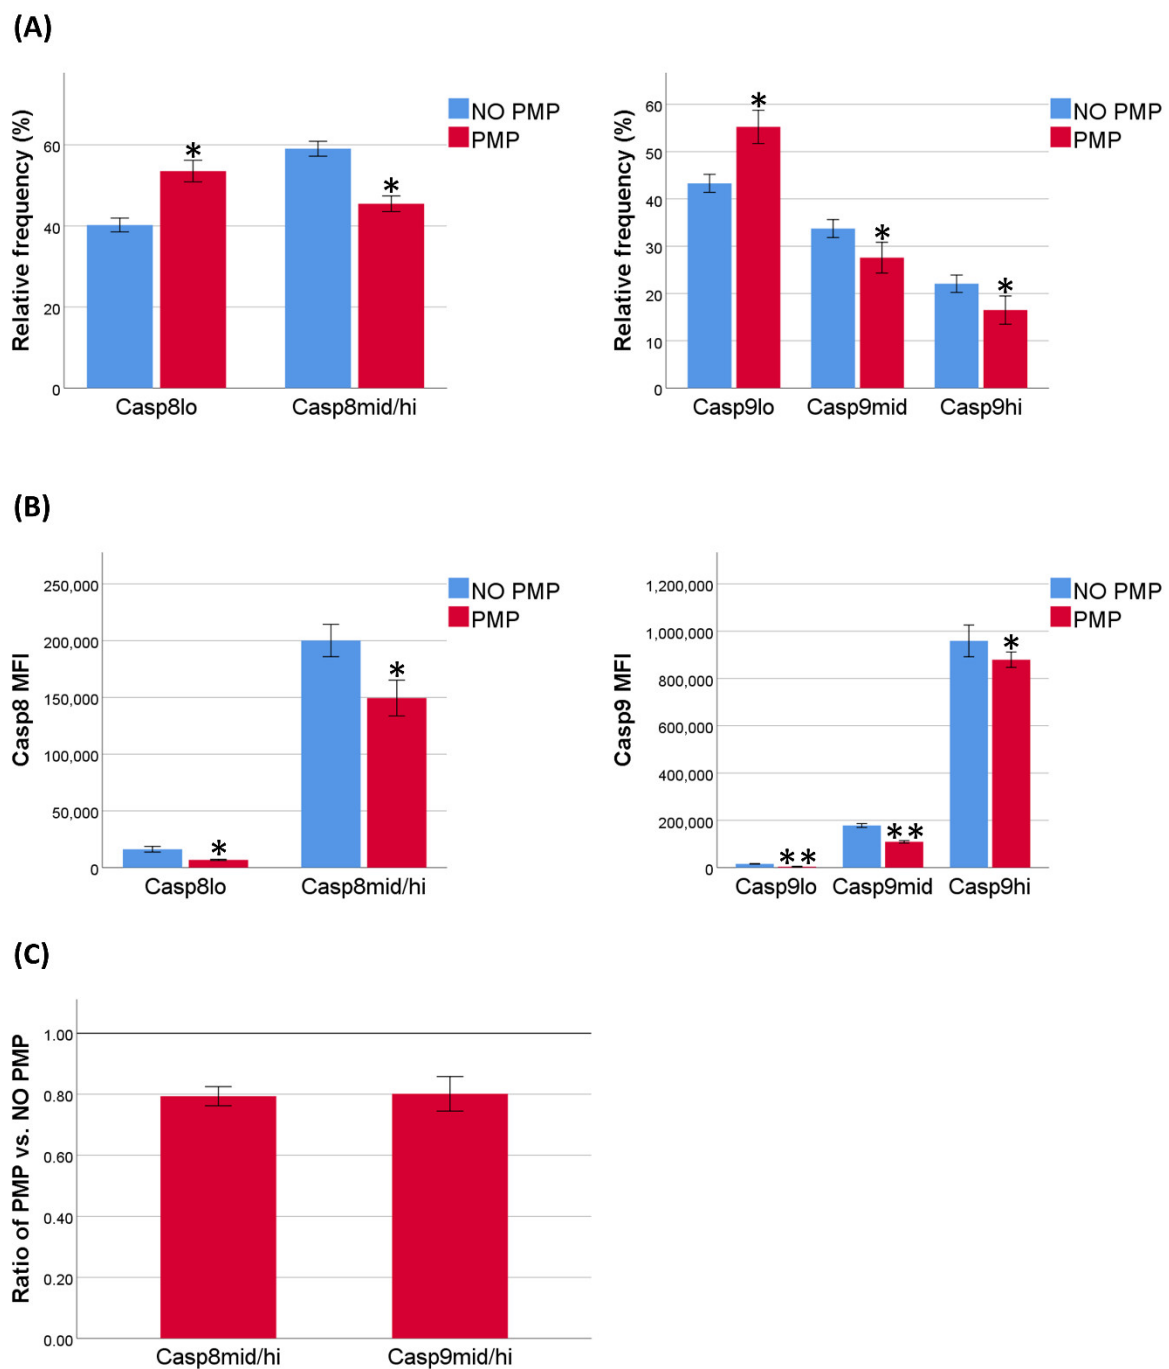 (A)
Relative frequency (%)
60
40
20
0
*
*
Casp8lo
Casp8mid/hi
NO PMP
PMP
Relative frequency (%)
60
50
40
30
20
10
0
*
*
*
Casp9lo
Casp9mid
Casp9hi
NO PMP
PMP
(B)
Casp8 MFI
250,000
200,000
150,000
100,000
50,000
0
*
*
Casp8lo
Casp8mid/hi
NO PMP
PMP
Casp9 MFI
1,200,000
1,000,000
800,000
600,000
400,000
200,000
0
**
**
*
Casp9lo
Casp9mid
Casp9hi
NO PMP
PMP
(C)
Ratio of PMP vs. NO PMP
1.00
0.80
0.60
0.40
0.20
0.00
Casp8mid/hi
Casp9mid/hi